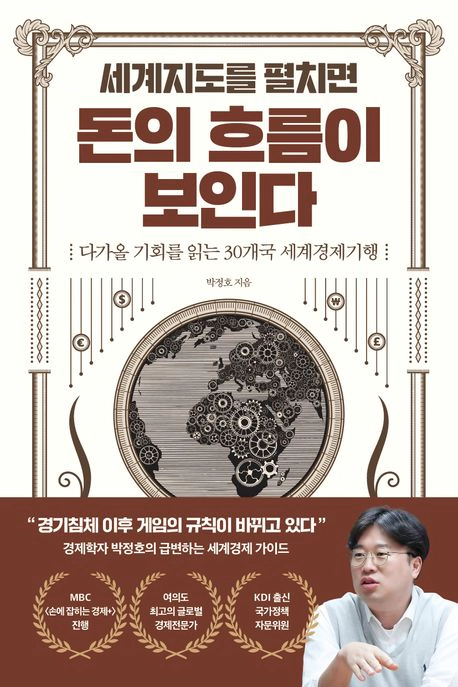 세계지도를 펼치면
돈의 흐름이
보인다
다가올 기회를 읽는 30개국 세계경제기행
박정호 지음
$
₩
€
£
“경기침체 이후 게임의 규칙이 바뀌고 있다”
경제학자 박정호의 급변하는 세계경제 가이드
MBC
<손에 잡히는 경제+>
진행
여의도
최고의 글로벌
경제전문가
KDI 출신
국가정책
자문위원